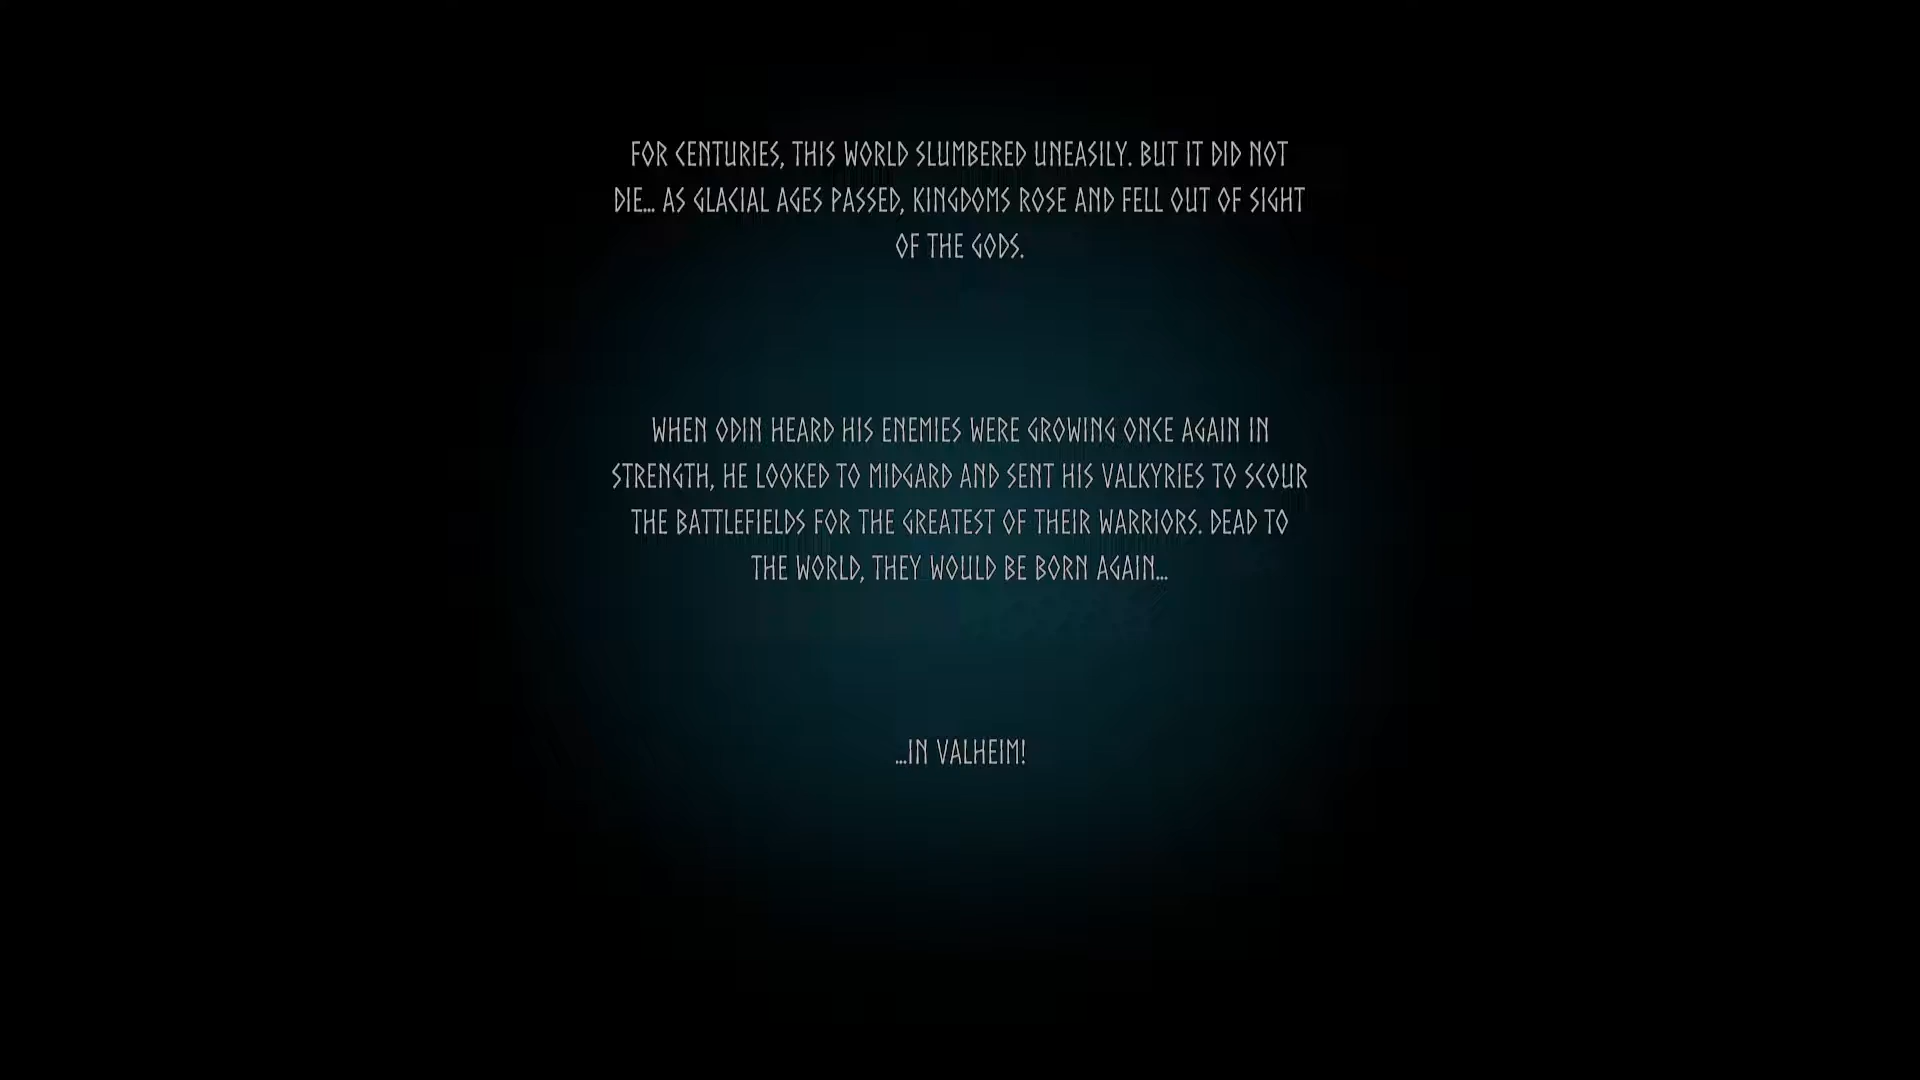 FOR CENTURIES, THIS WORLD SLUMBERED UNEASILY. BUT IT DID NOT
DIE... AS GLACIAL AGES PASSED, KINGDOMS ROSE AND FELL OUT OF SIGHT
OF THE GODS.
WHEN ODIN HEARD HIS ENEMIES WERE GROWING ONCE AGAIN IN
STRENGTH, HE LOOKED TO MIDGARD AND SENT HIS VALKYRIES TO SCOUR
THE BATTLEFIELDS FOR THE GREATEST OF THEIR WARRIORS. DEAD TO
THE WORLD, THEY WOULD BE BORN AGAIN...
...IN VALHEIM!